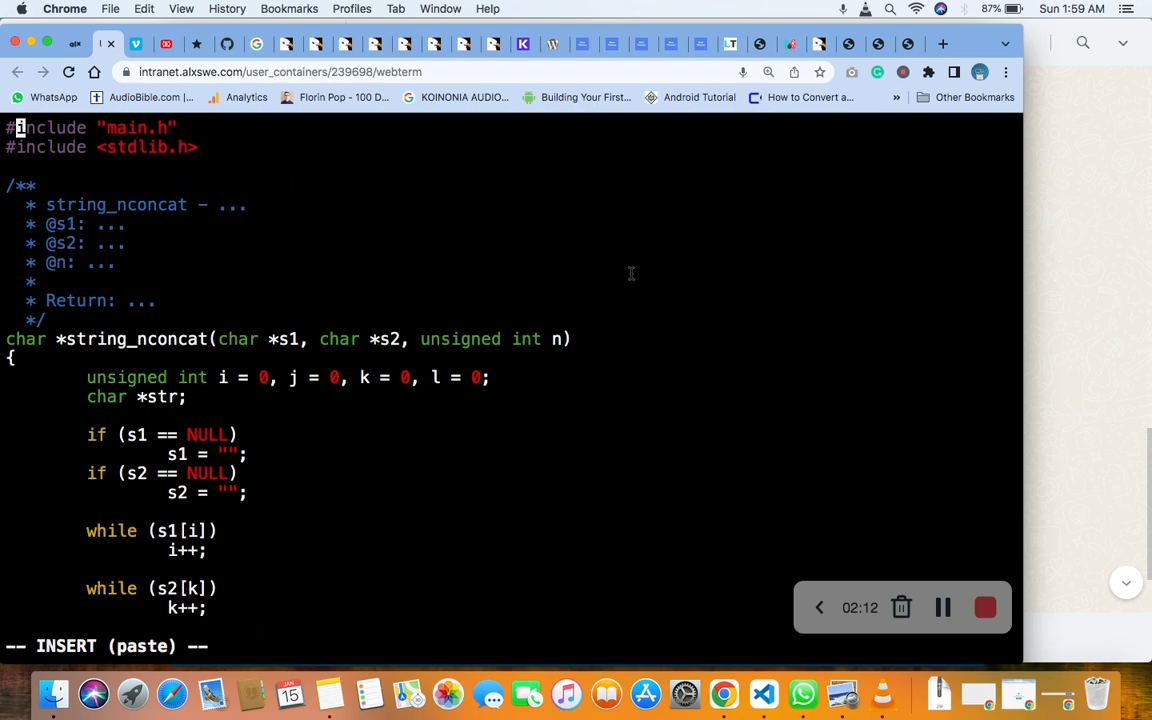 Chrome File Edit View History Bookmarks Profiles Tab Window Help 87% Sun 1:59 AM
intranet.alxswe.com/user_containers/239698/webterm
WhatsApp AudioBible.com |... Analytics Florin Pop - 100 D... KOINONIA AUDIO... Building Your First... Android Tutorial How to Convert a... » Other Bookmarks
#include "main.h"
#include <stdlib.h>
/**
* string_nconcat - ...
* @s1: ...
* @s2: ...
* @n: ...
*
* Return: ...
*/
char *string_nconcat(char *s1, char *s2, unsigned int n)
{
unsigned int i = 0, j = 0, k = 0, l = 0;
char *str;
if (s1 == NULL)
s1 = "";
if (s2 == NULL)
s2 = "";
while (s1[i])
i++;
while (s2[k])
k++;
02:12
-- INSERT (paste) --